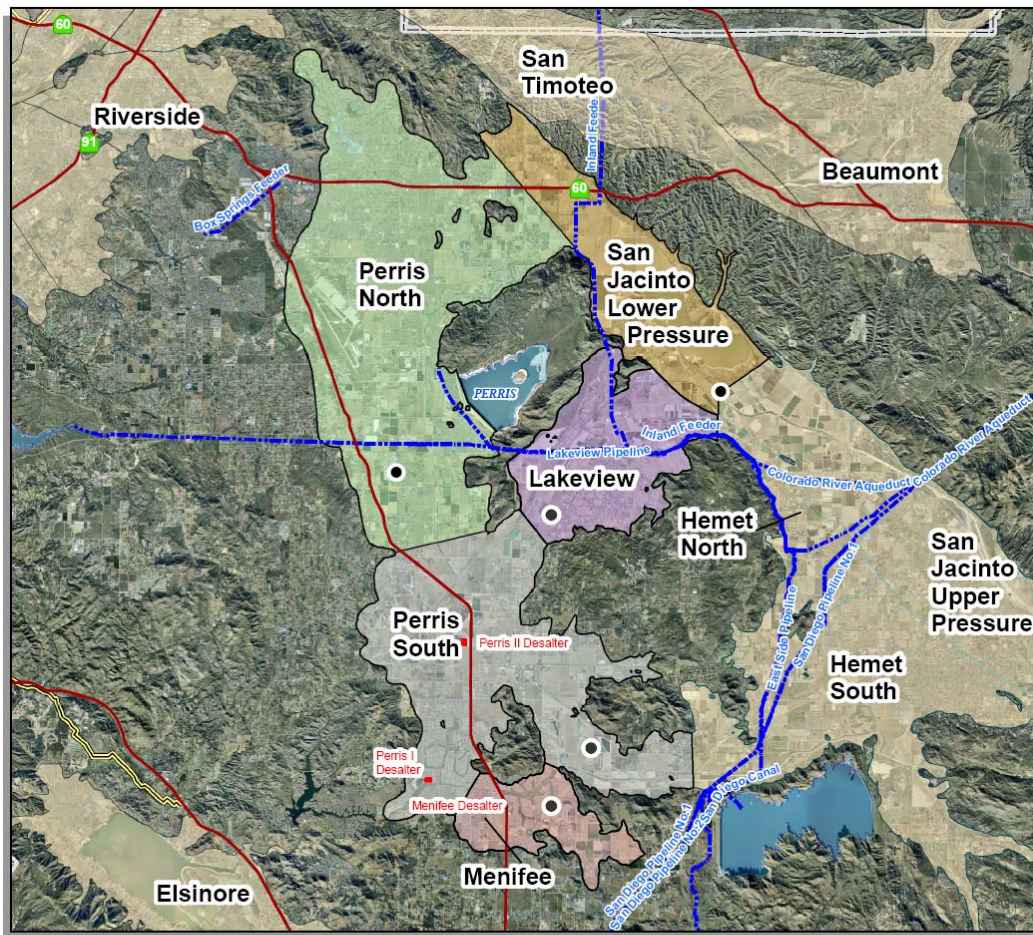 60
San
Timoteo
Riverside
91
Inland Feeder
Beaumont
Box Springs Feeder
60
Perris
North
San
Jacinto
Lower
Pressure
PERRIS
Inland Feeder
Lakeview Pipeline
Colorado River Aqueduct
Colorado River Aqueduct
Lakeview
Hemet
North
San
Jacinto
Upper
Pressure
Perris
South
Perris II Desalter
East Side Pipeline
San Diego Pipeline No.1
Hemet
South
Perris I
Desalter
Menifee Desalter
San Diego Pipeline No.1
San Diego Pipeline No.2
San Diego Canal
Menifee
Elsinore